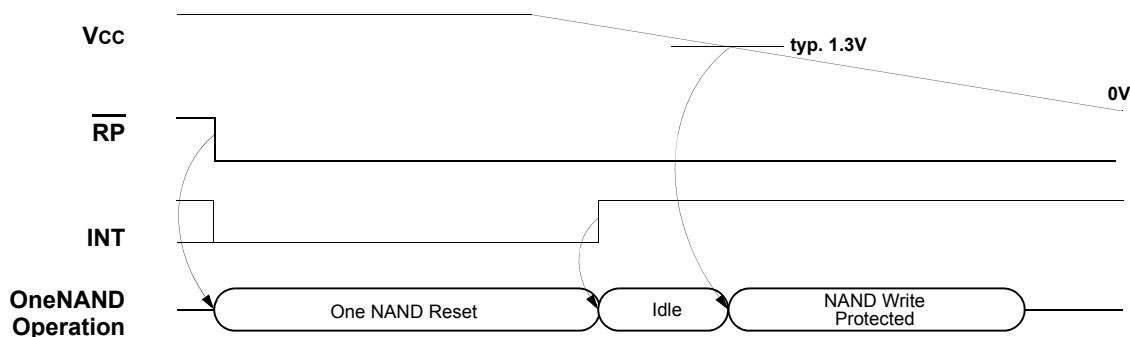 Vcc
typ. 1.3V
0V
RP
INT
OneNAND
Operation
One NAND Reset
Idle
NAND Write
Protected